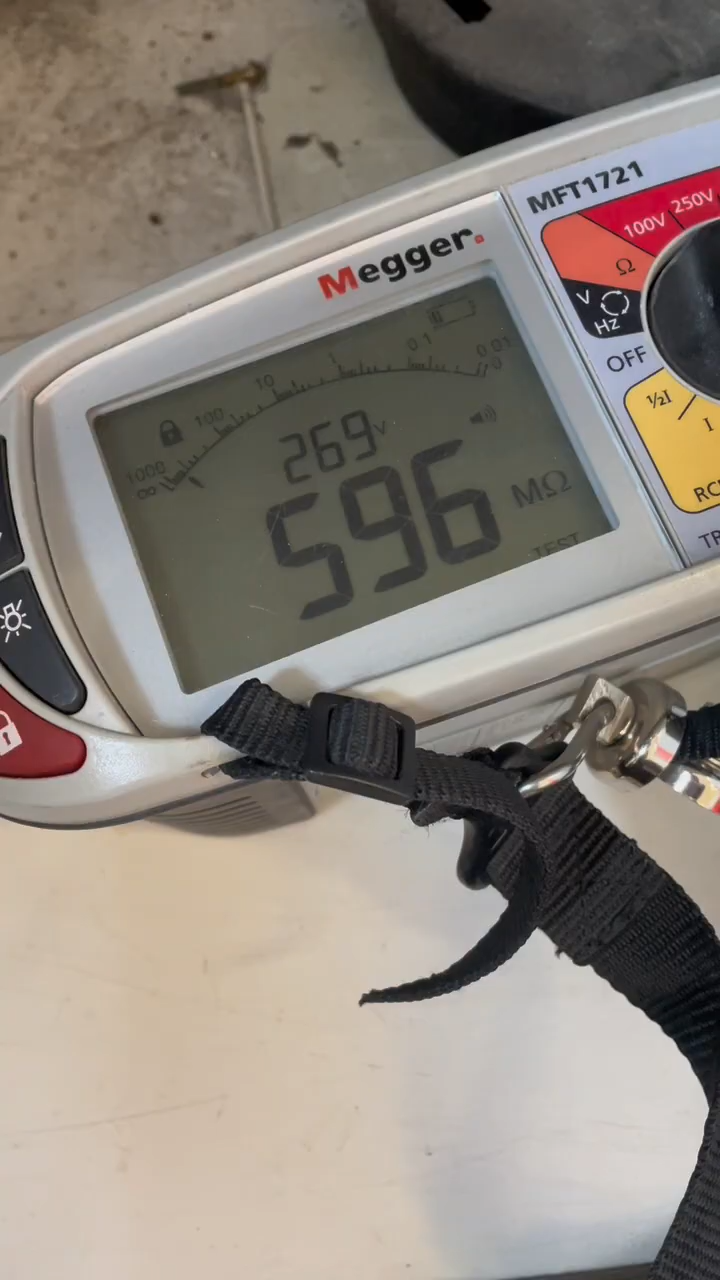 MFT1721
Megger.
100V 250V
Ω
V
Hz
OFF
½I
I
1000 100 10 1 0.1 0.01
∞ 0
269V
596 MΩ
TEST